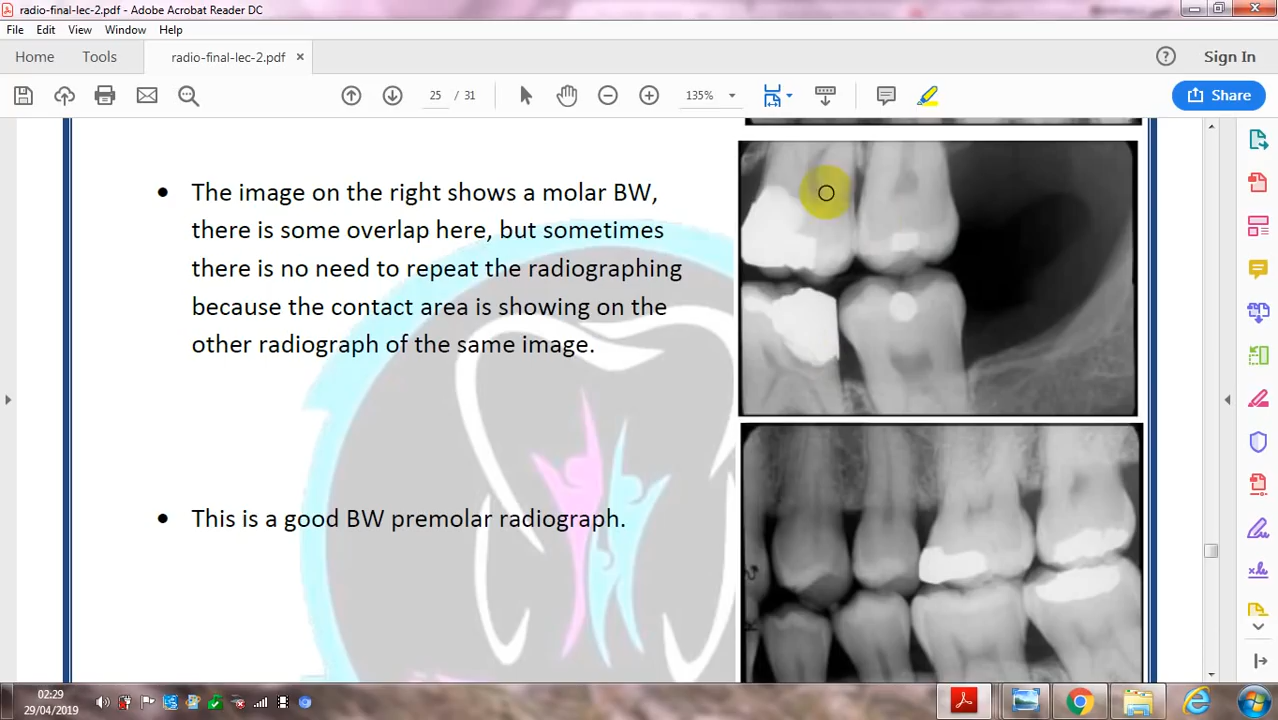 radio-final-lec-2.pdf - Adobe Acrobat Reader DC
File Edit View Window Help
Home Tools radio-final-lec-2.pdf × ? Sign In
25 / 31 135% Share
• The image on the right shows a molar BW,
there is some overlap here, but sometimes
there is no need to repeat the radiographing
because the contact area is showing on the
other radiograph of the same image.
• This is a good BW premolar radiograph.
02:29
29/04/2019